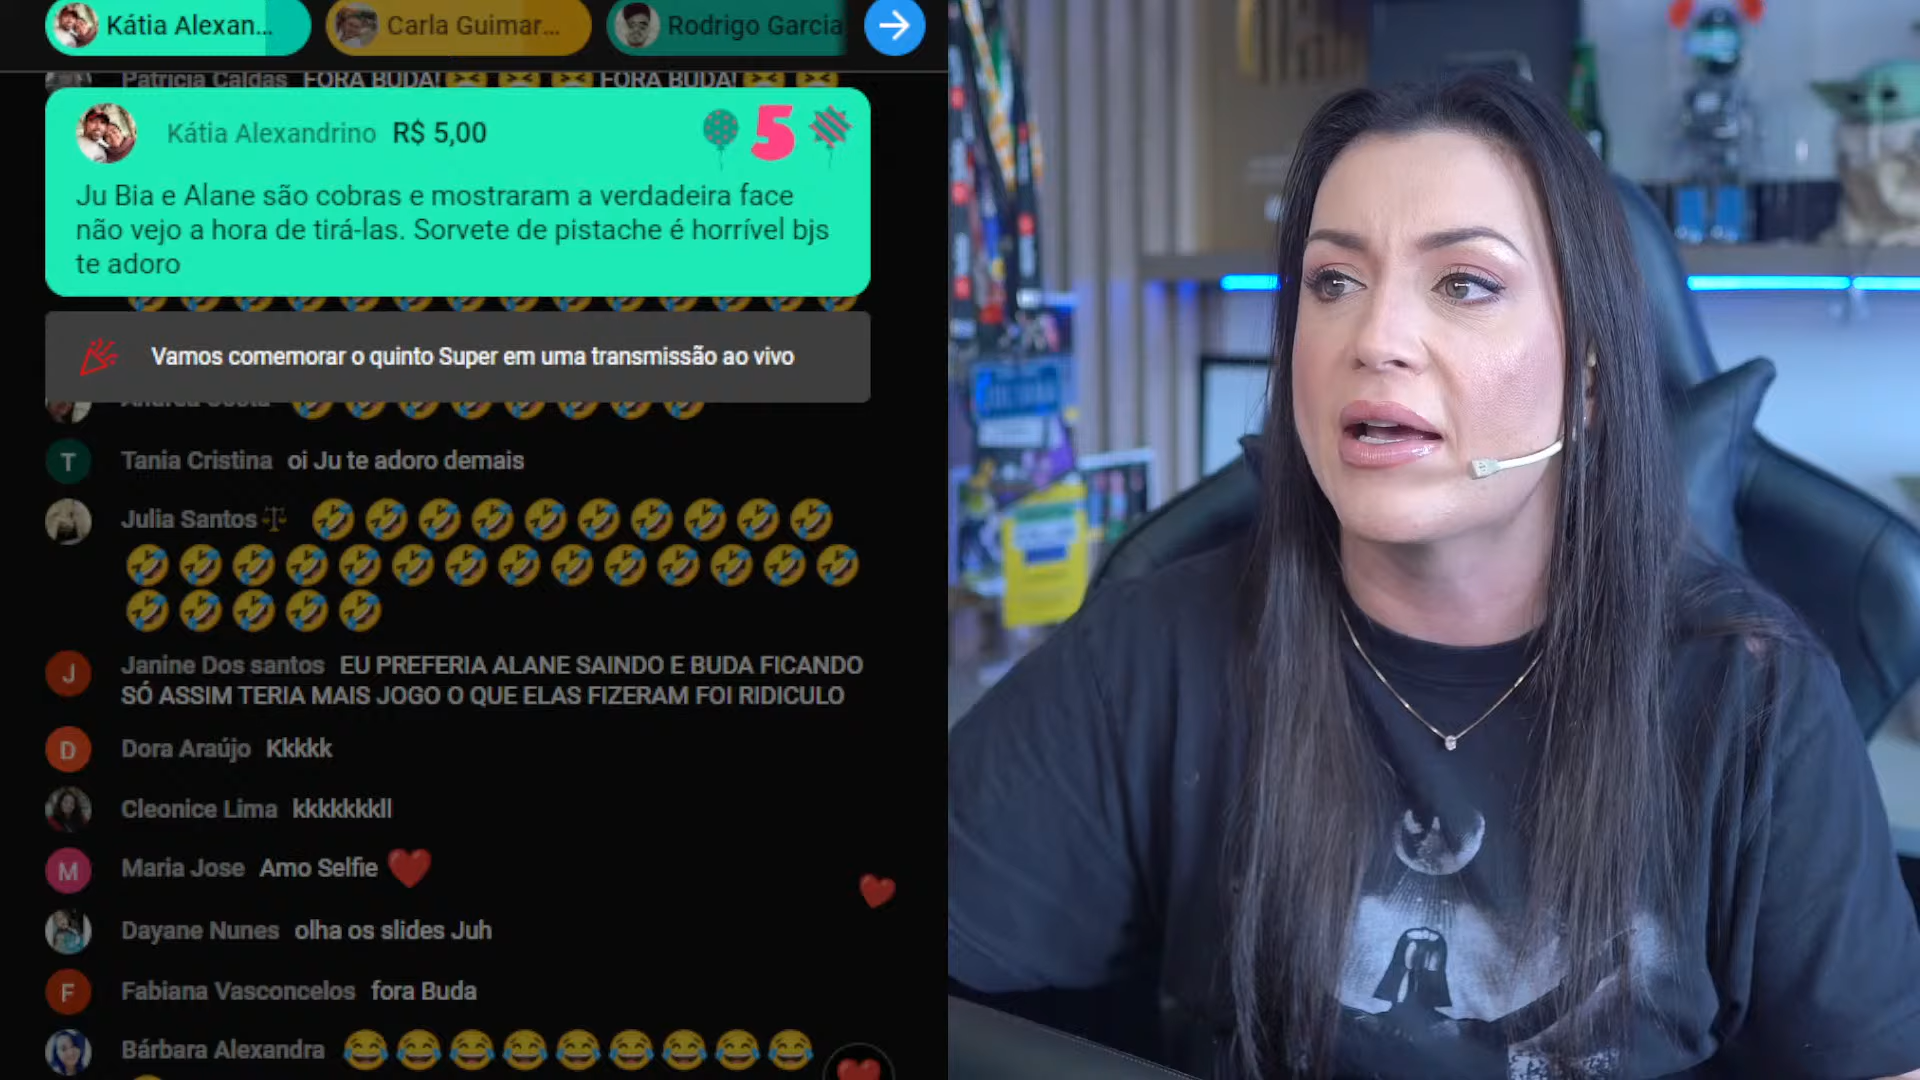 Kátia Alexan...
Carla Guimar...
Rodrigo Garcia
Patrícia Caldas FORA BUDA! FORA BUDA!
Kátia Alexandrino R$ 5,00
5
Ju Bia e Alane são cobras e mostraram a verdadeira face
não vejo a hora de tirá-las. Sorvete de pistache é horrível bjs
te adoro
Vamos comemorar o quinto Super em uma transmissão ao vivo
Andréa Costa
T
Tania Cristina oi Ju te adoro demais
Julia Santos
J
Janine Dos santos EU PREFERIA ALANE SAINDO E BUDA FICANDO
SÓ ASSIM TERIA MAIS JOGO O QUE ELAS FIZERAM FOI RIDICULO
D
Dora Araújo Kkkkk
Cleonice Lima kkkkkkkkll
M
Maria Jose Amo Selfie
Dayane Nunes olha os slides Juh
F
Fabiana Vasconcelos fora Buda
Bárbara Alexandra